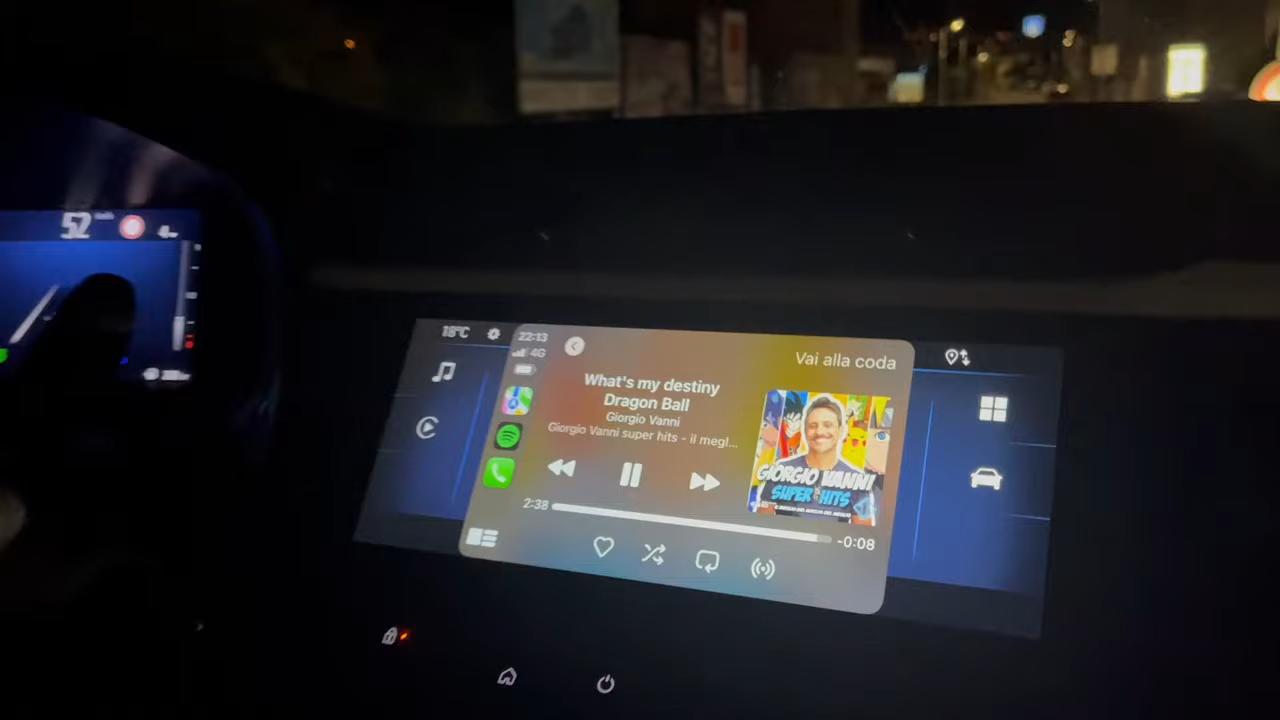 52
18°C
22:13
4G
Vai alla coda
What's my destiny
Dragon Ball
Giorgio Vanni
Giorgio Vanni super hits - il megl...
GIORGIO VANNI
SUPER HITS
2:38
-0:08